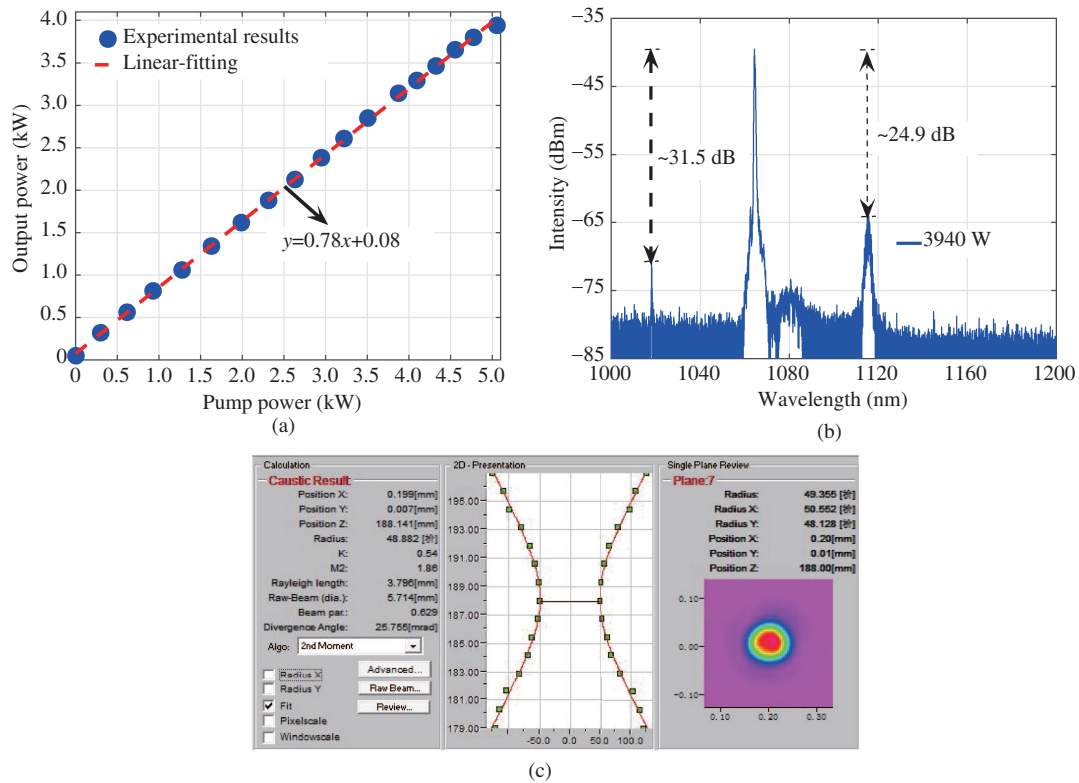 4.0
3.5
3.0
2.5
2.0
1.5
1.0
0.5
0
Output power (kW)
Experimental results
Linear-fitting
y=0.78x+0.08
0 0.5 1.0 1.5 2.0 2.5 3.0 3.5 4.0 4.5 5.0
Pump power (kW)
(a)
−35
−45
−55
−65
−75
−85
Intensity (dBm)
~31.5 dB
~24.9 dB
3940 W
1000 1040 1080 1120 1160 1200
Wavelength (nm)
(b)
Calculation
Caustic Result:
Position X: 0.199[mm]
Position Y: 0.007[mm]
Position Z: 188.141[mm]
Radius: 48.882 [祄]
K: 0.54
M2: 1.86
Rayleigh length: 3.796[mm]
Raw-Beam (dia.): 5.714[mm]
Beam par.: 0.629
Divergence Angle: 25.755[mrad]
Algo: 2nd Moment
Radius X
Advanced...
Radius Y
Raw Beam...
Fit
Review...
Pixelscale
Windowscale
2D - Presentation
195.00
193.00
191.00
189.00
187.00
185.00
183.00
181.00
179.00
-50.0 0.0 50.0 100.0
Single Plane Review
Plane:7
Radius: 49.355 [祄]
Radius X: 50.552 [祄]
Radius Y: 48.128 [祄]
Position X: 0.20[mm]
Position Y: 0.01[mm]
Position Z: 188.00[mm]
0.10
0.00
-0.10
0.10 0.20 0.30
(c)